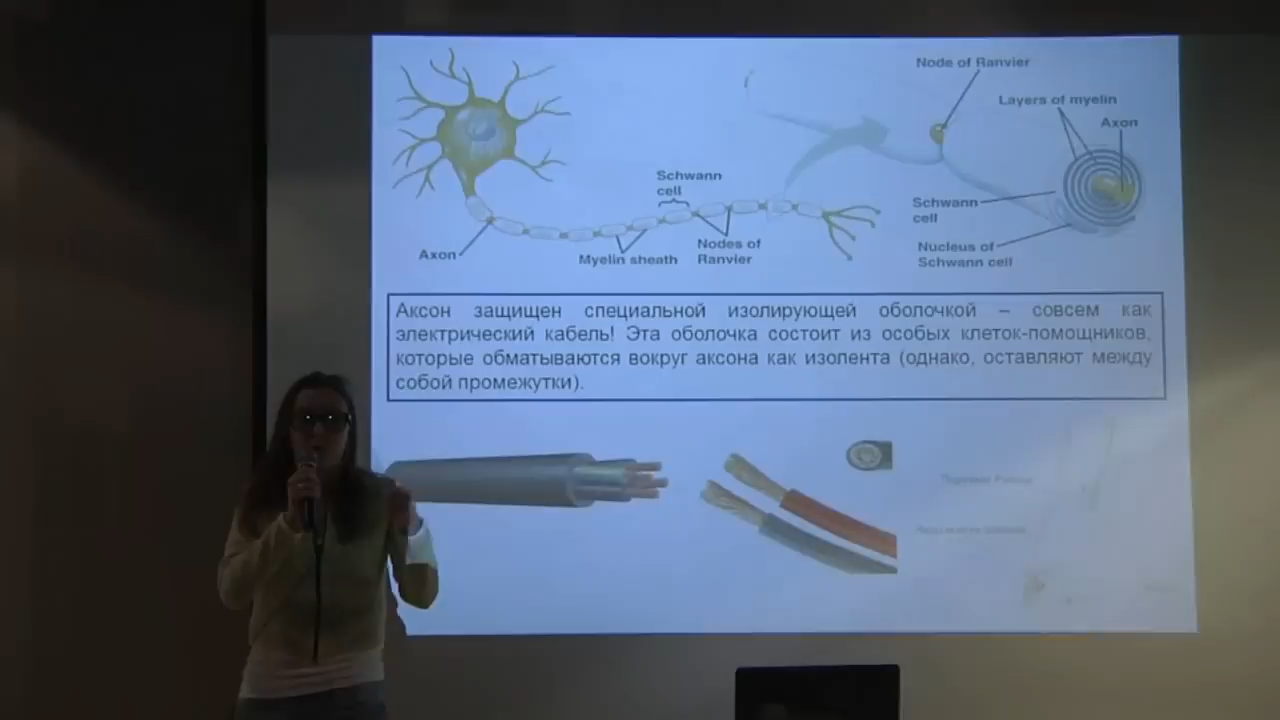 Node of Ranvier
Layers of myelin
Axon
Schwann
cell
Schwann
cell
Nodes of
Ranvier
Axon
Myelin sheath
Nucleus of
Schwann cell
Аксон защищен специальной изолирующей оболочкой – совсем как
электрический кабель! Эта оболочка состоит из особых клеток-помощников,
которые обматываются вокруг аксона как изолента (однако, оставляют между
собой промежутки).